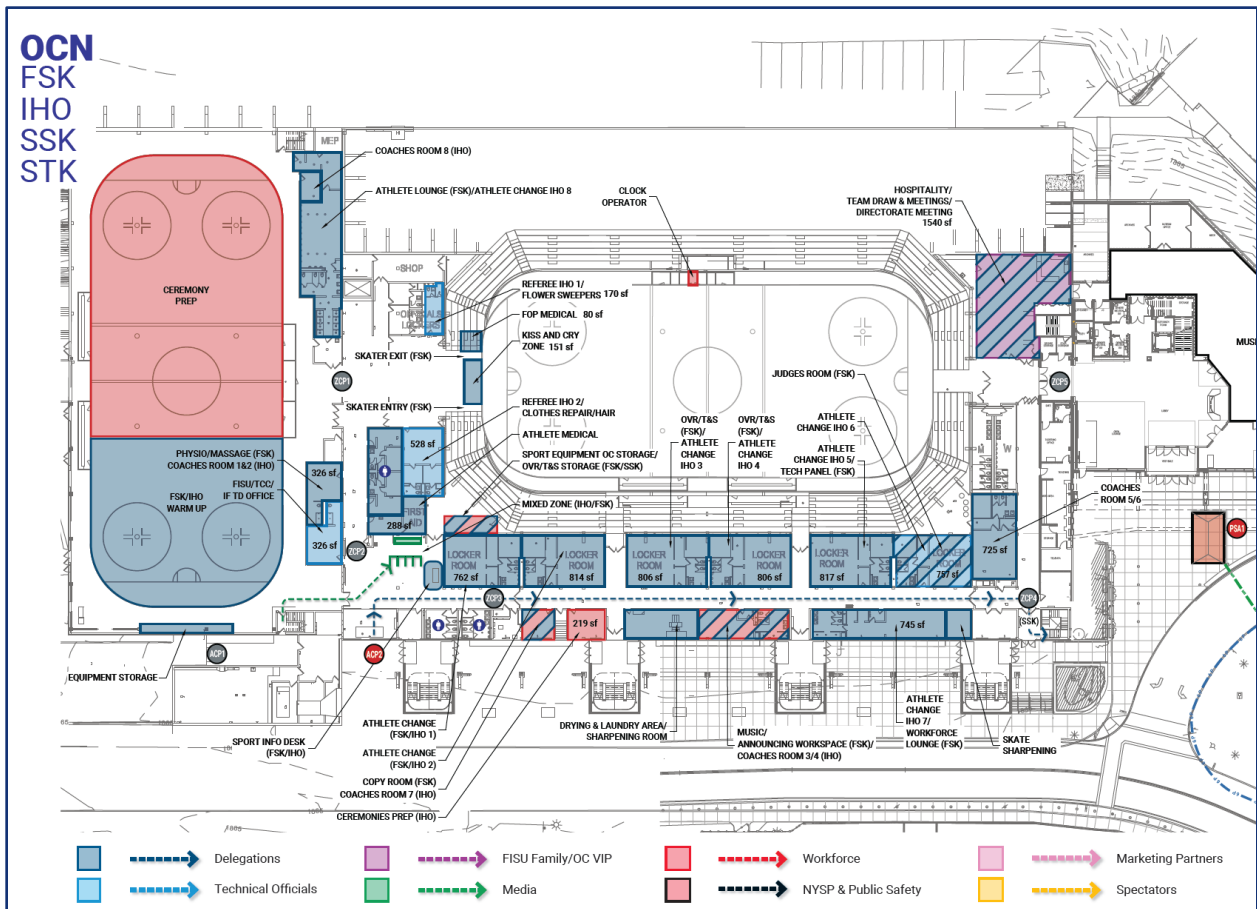 OCN
FSK
IHO
SSK
STK
MEP
COACHES ROOM 8 (IHO)
ATHLETE LOUNGE (FSK)/ATHLETE CHANGE IHO 8
CLOCK
OPERATOR
HOSPITALITY/
TEAM DRAW & MEETINGS/
DIRECTORATE MEETING
1540 sf
CEREMONY
PREP
SHOP
REFEREE IHO 1/
FLOWER SWEEPERS 170 sf
FOP MEDICAL 80 sf
KISS AND CRY
ZONE 151 sf
SKATER EXIT (FSK)
SKATER ENTRY (FSK)
ZCP1
ZCP5
JUDGES ROOM (FSK)
REFEREE IHO 2/
CLOTHES REPAIR/HAIR
ATHLETE MEDICAL
SPORT EQUIPMENT OC STORAGE/
OVR/T&S STORAGE (FSK/SSK)
MIXED ZONE (IHO/FSK)
OVR/T&S
(FSK)/
ATHLETE
CHANGE
IHO 3
OVR/T&S
(FSK)/
ATHLETE
CHANGE
IHO 4
ATHLETE
CHANGE IHO 6
ATHLETE
CHANGE IHO 5/
TECH PANEL (FSK)
W
COACHES
ROOM 5/6
PHYSIO/MASSAGE (FSK)
COACHES ROOM 1&2 (IHO)
FISU/TCC/
IF TD OFFICE
FSK/IHO
WARM UP
326 sf
326 sf
528 sf
FIRST
AID
288 sf
ZCP2
LOCKER
ROOM
762 sf
LOCKER
ROOM
814 sf
LOCKER
ROOM
806 sf
LOCKER
ROOM
806 sf
LOCKER
ROOM
817 sf
LOCKER
ROOM
757 sf
725 sf
PSA1
ZCP3
ZCP4
(SSK)
219 sf
745 sf
ACP1
ACP2
EQUIPMENT STORAGE
SPORT INFO DESK
(FSK/IHO)
ATHLETE CHANGE
(FSK/IHO 1)
ATHLETE CHANGE
(FSK/IHO 2)
COPY ROOM (FSK)
COACHES ROOM 7 (IHO)
CEREMONIES PREP (IHO)
DRYING & LAUNDRY AREA/
SHARPENING ROOM
MUSIC/
ANNOUNCING WORKSPACE (FSK)/
COACHES ROOM 3/4 (IHO)
ATHLETE
CHANGE
IHO 7/
WORKFORCE
LOUNGE (FSK)
SKATE
SHARPENING
Delegations
FISU Family/OC VIP
Workforce
Marketing Partners
Technical Officials
Media
NYSP & Public Safety
Spectators